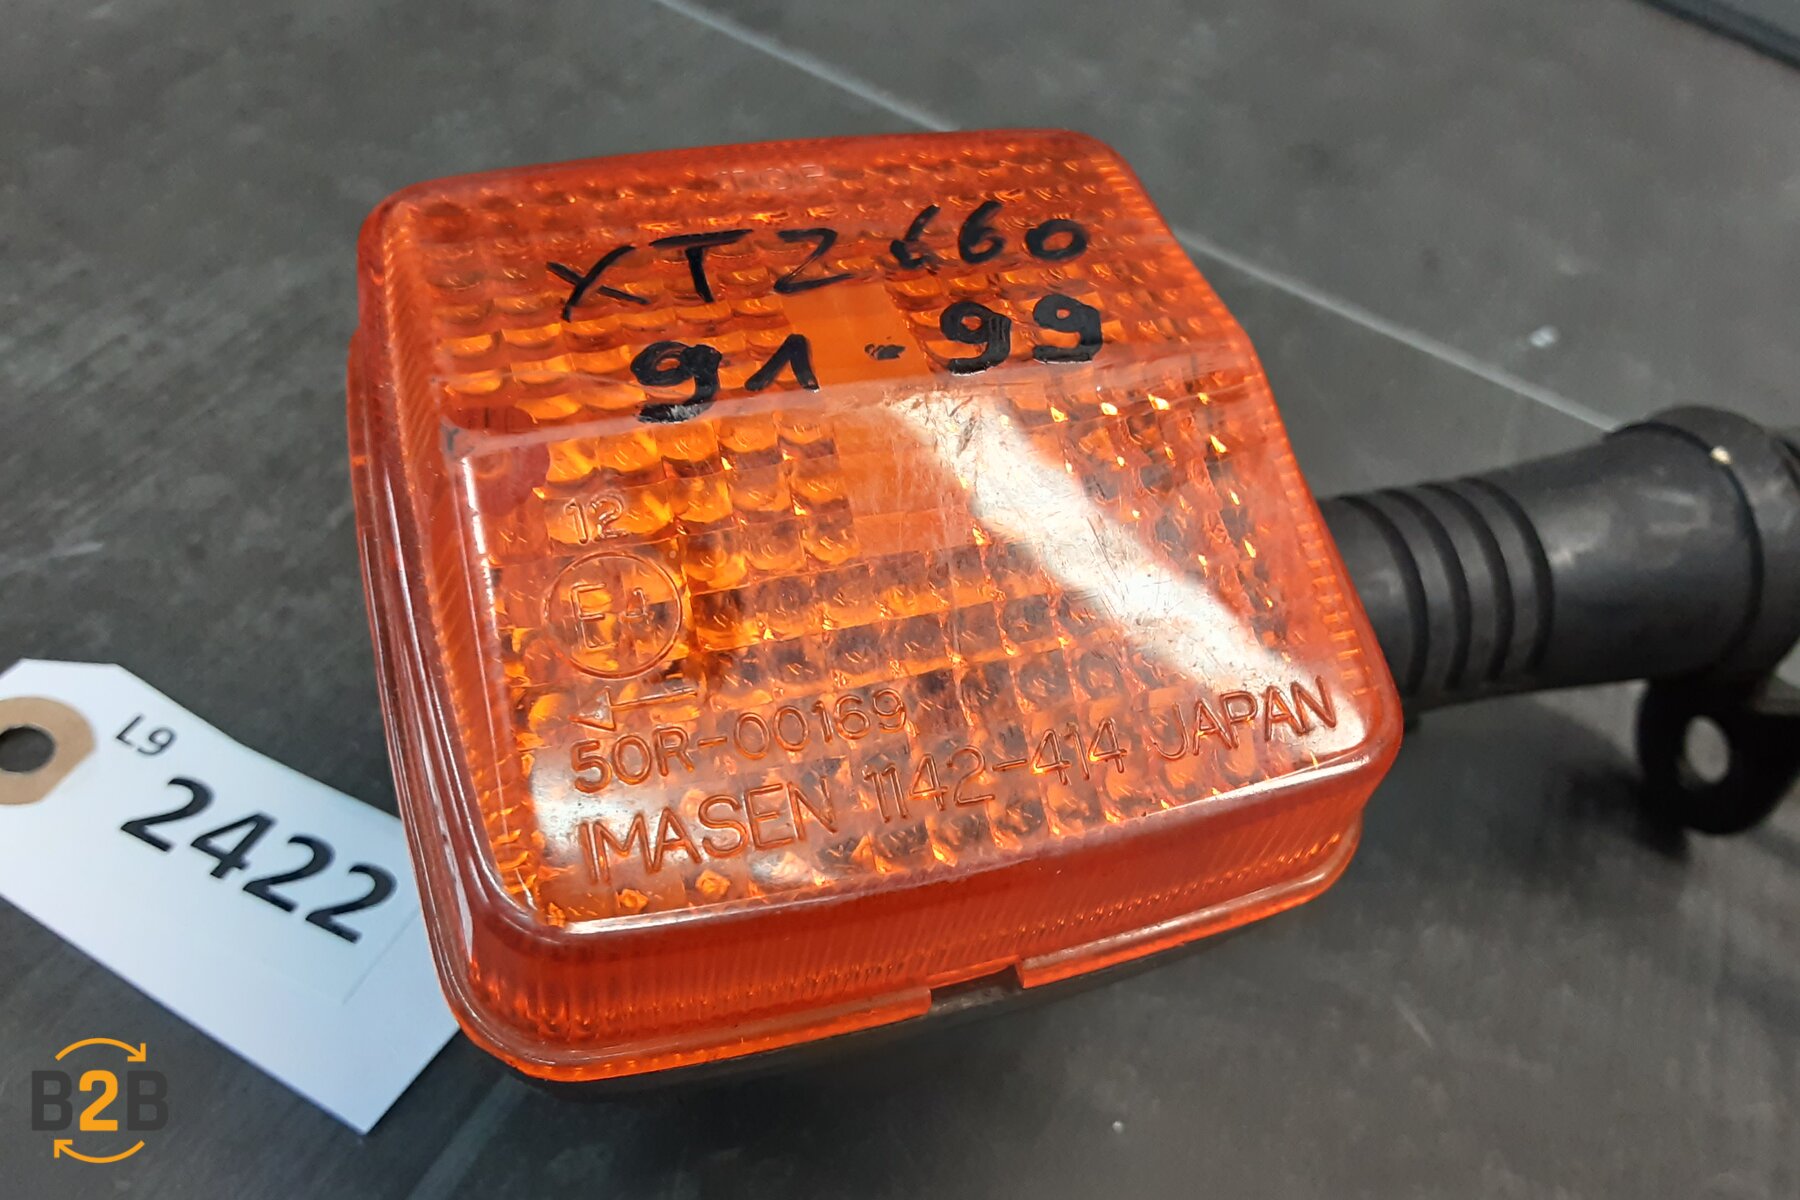 XTZ 660
91-99
12
E4
50R-00169
IMASEN 1142-414 JAPAN
L9
2422
B2B